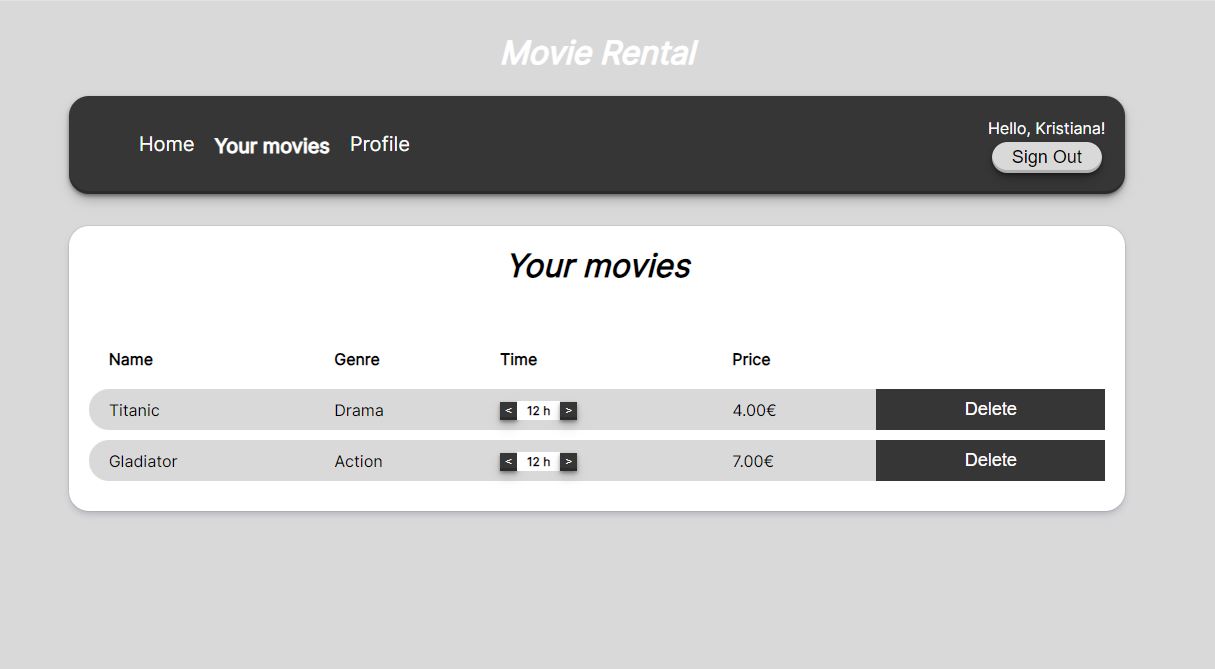 Movie Rental
Home Your movies Profile
Hello, Kristiana!
Sign Out
Your movies
Name Genre Time Price
Titanic Drama < 12 h > 4.00€ Delete
Gladiator Action < 12 h > 7.00€ Delete